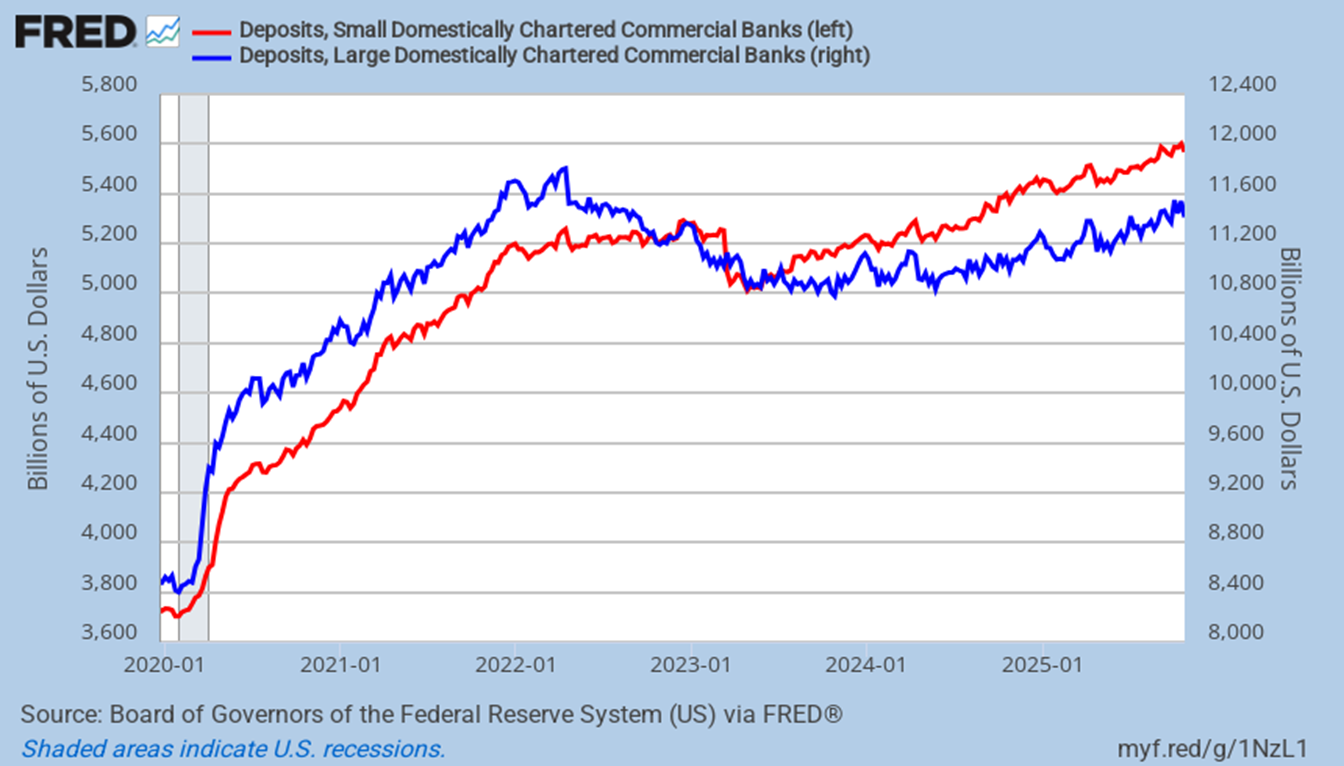 FRED
Deposits, Small Domestically Chartered Commercial Banks (left)
Deposits, Large Domestically Chartered Commercial Banks (right)
Billions of U.S. Dollars
5,800
5,600
5,400
5,200
5,000
4,800
4,600
4,400
4,200
4,000
3,800
3,600
12,400
12,000
11,600
11,200
10,800
10,400
10,000
9,600
9,200
8,800
8,400
8,000
Billions of U.S. Dollars
2020-01 2021-01 2022-01 2023-01 2024-01 2025-01
Source: Board of Governors of the Federal Reserve System (US) via FRED®
Shaded areas indicate U.S. recessions.
myf.red/g/1NzL1